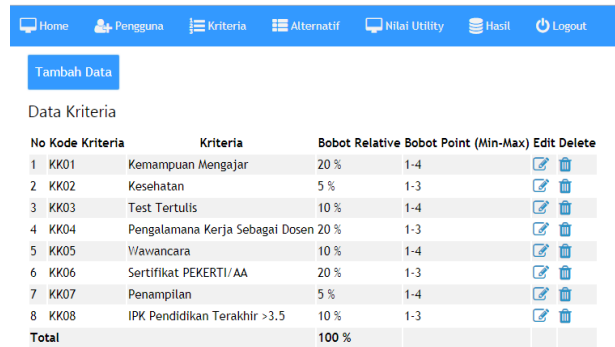 Home Pengguna Kriteria Alternatif Nilai Utility Hasil Logout
Tambah Data
Data Kriteria
No Kode Kriteria Kriteria Bobot Relative Bobot Point (Min-Max) Edit Delete
1 KK01 Kemampuan Mengajar 20 % 1-4
2 KK02 Kesehatan 5 % 1-3
3 KK03 Test Tertulis 10 % 1-4
4 KK04 Pengalamana Kerja Sebagai Dosen 20 % 1-3
5 KK05 Wawancara 10 % 1-4
6 KK06 Sertifikat PEKERTI/AA 20 % 1-3
7 KK07 Penampilan 5 % 1-4
8 KK08 IPK Pendidikan Terakhir >3.5 10 % 1-3
Total 100 %